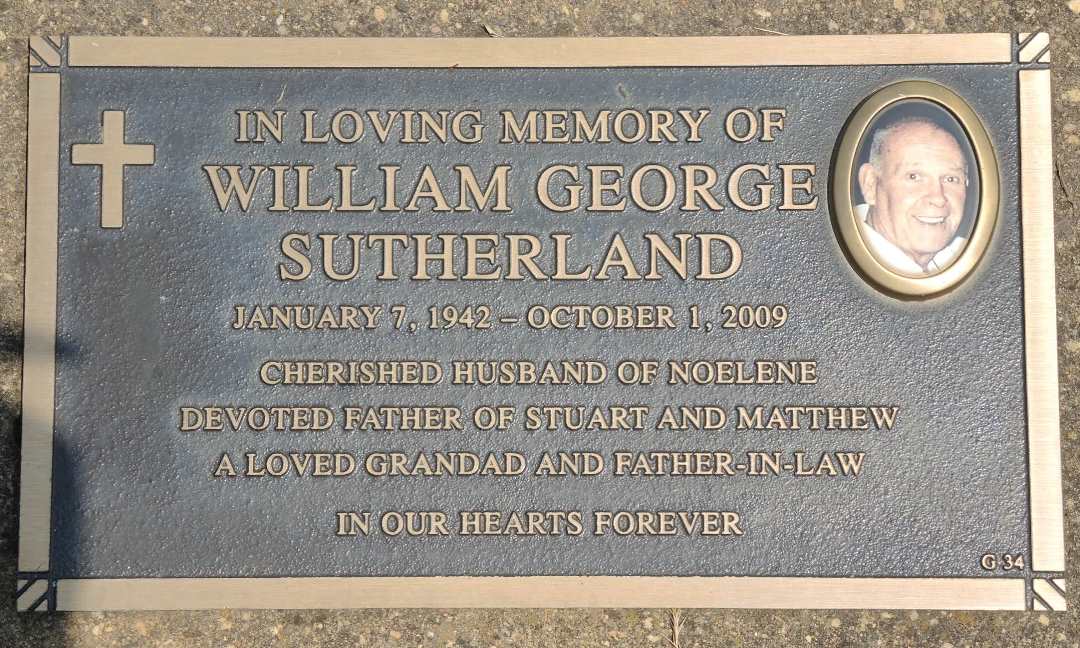 IN LOVING MEMORY OF
WILLIAM GEORGE
SUTHERLAND
JANUARY 7, 1942 – OCTOBER 1, 2009
CHERISHED HUSBAND OF NOELENE
DEVOTED FATHER OF STUART AND MATTHEW
A LOVED GRANDAD AND FATHER-IN-LAW
IN OUR HEARTS FOREVER
G 34